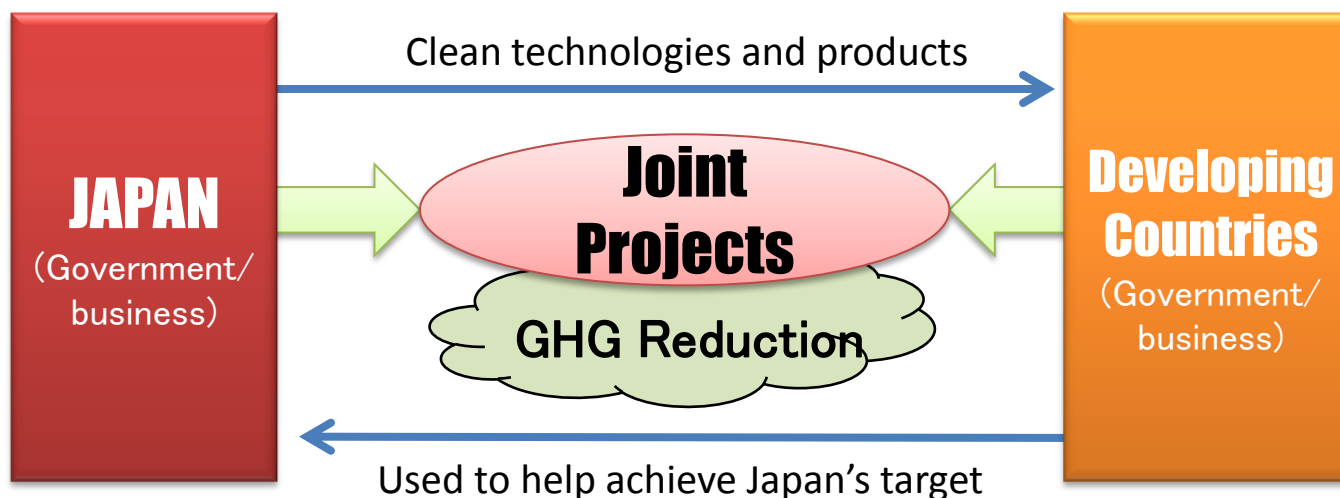 Clean technologies and products
JAPAN
(Government/
business)
Joint
Projects
GHG Reduction
Developing
Countries
(Government/
business)
Used to help achieve Japan’s target